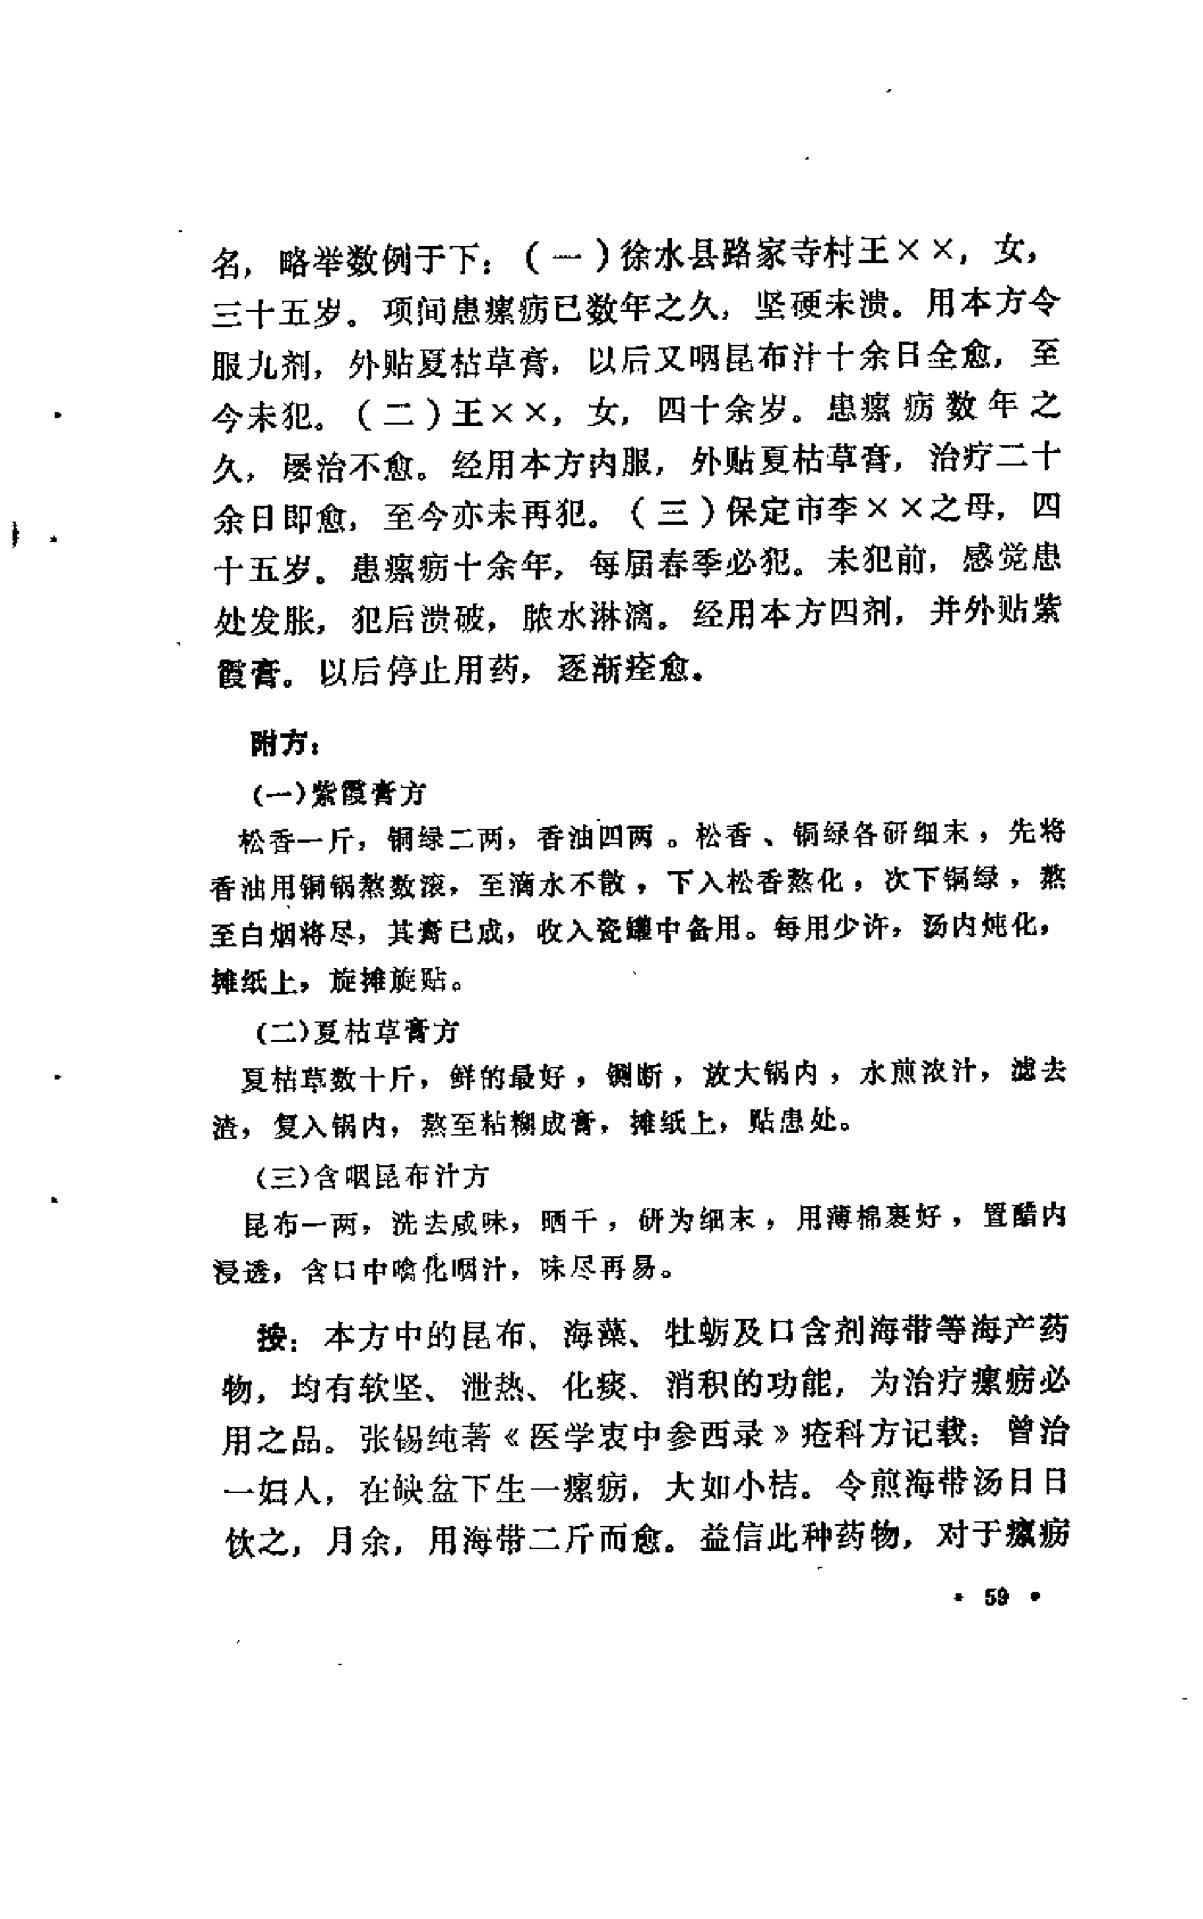 名，略举数例于下：（一）徐水县路家寺村王××，女，
三十五岁。项间患瘰疬已数年之久，坚硬未溃。用本方令
服九剂，外贴夏枯草膏，以后又咽昆布汁十余日全愈，至
今未犯。（二）王××，女，四十余岁。患瘰疬数年之
久，屡治不愈。经用本方内服，外贴夏枯草膏，治疗二十
余日即愈，至今亦未再犯。（三）保定市李××之母，四
十五岁。患瘰疬十余年，每届春季必犯。未犯前，感觉患
处发胀，犯后溃破，脓水淋漓。经用本方四剂，并外贴紫
霞膏。以后停止用药，逐渐痊愈。
附方：
（一）紫霞膏方
松香一斤，铜绿二两，香油四两。松香、铜绿各研细末，先将
香油用铜锅熬数滚，至滴水不散，下入松香熬化，次下铜绿，熬
至白烟将尽，其膏已成，收入瓷罐中备用。每用少许，汤内炖化，
摊纸上，旋摊旋贴。
（二）夏枯草膏方
夏枯草数十斤，鲜的最好，铡断，放大锅内，水煎浓汁，滤去
渣，复入锅内，熬至粘糊成膏，摊纸上，贴患处。
（三）含咽昆布汁方
昆布一两，洗去咸味，晒干，研为细末，用薄棉裹好，置醋内
浸透，含口中噙化咽汁，味尽再易。
按：本方中的昆布、海藻、牡蛎及口含剂海带等海产药
物，均有软坚、泄热、化痰、消积的功能，为治疗瘰疬必
用之品。张锡纯著《医学衷中参西录》疮科方记载：曾治
一妇人，在缺盆下生一瘰疬，大如小桔。令煎海带汤日日
饮之，月余，用海带二斤而愈。益信此种药物，对于瘰疬
• 59 •